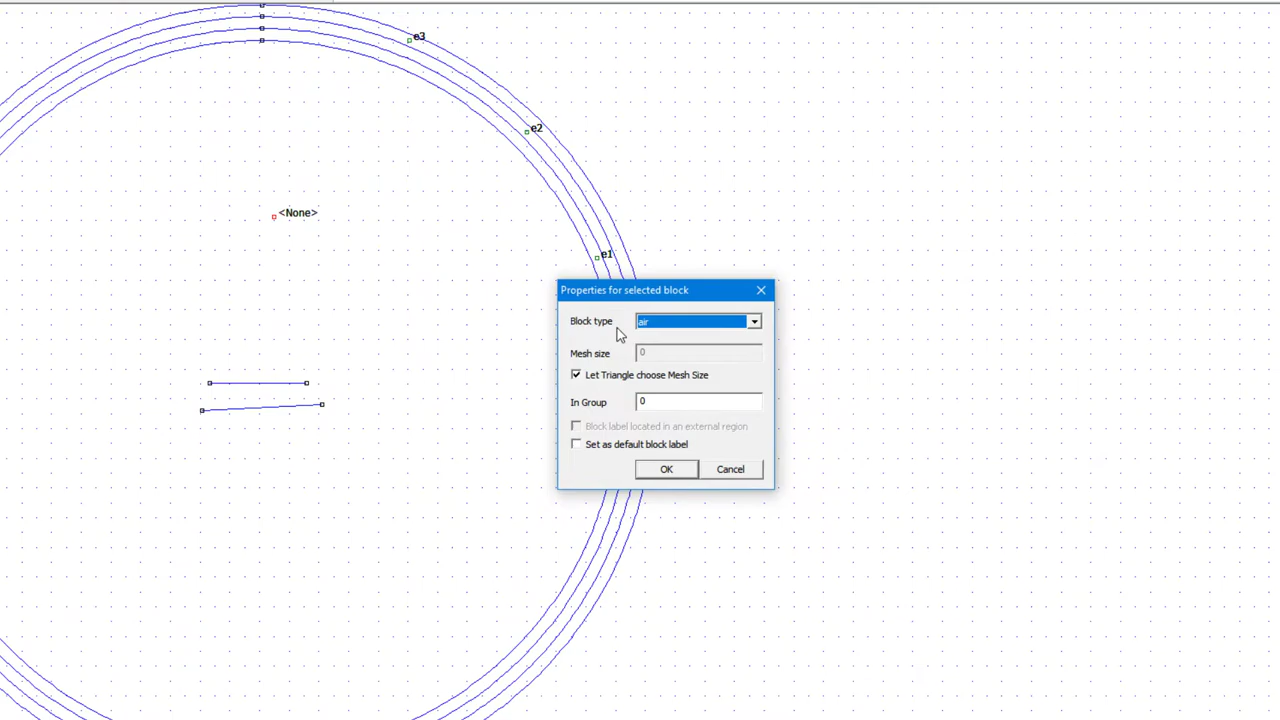 e3
e2
<None>
e1
Properties for selected block
Block type air
Mesh size 0
Let Triangle choose Mesh Size
In Group 0
Block label located in an external region
Set as default block label
OK Cancel